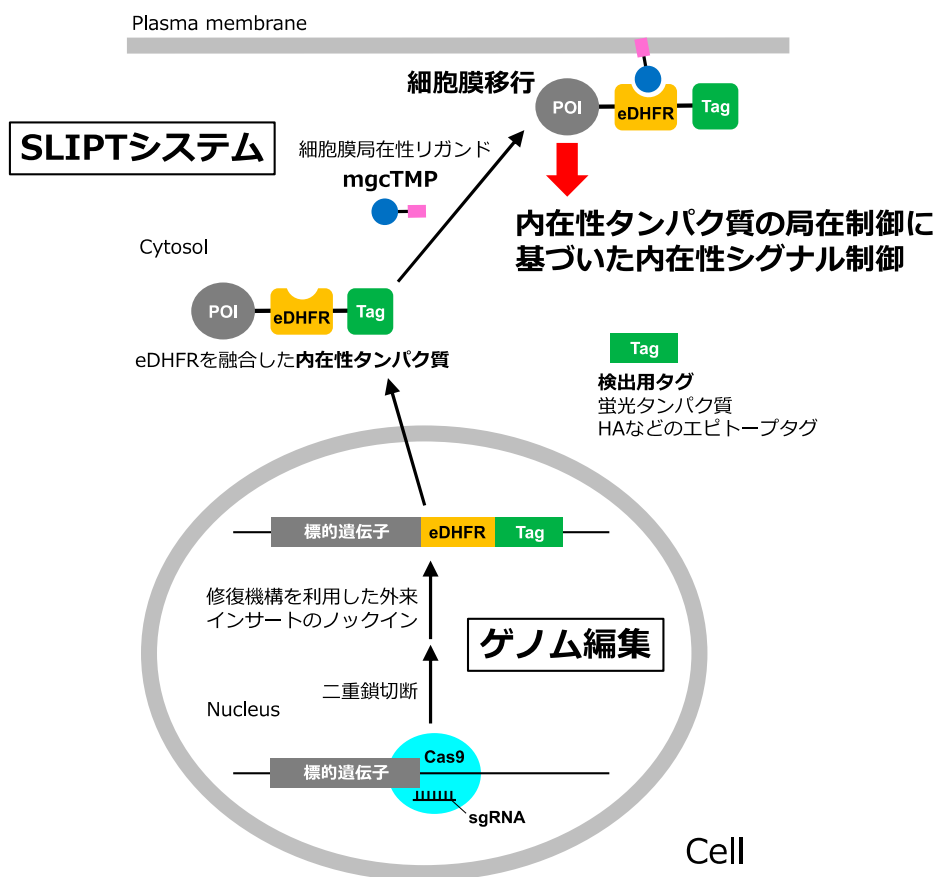 Plasma membrane
細胞膜移行
POI
eDHFR
Tag
SLIPTシステム
細胞膜局在性リガンド
mgcTMP
内在性タンパク質の局在制御に
基づいた内在性シグナル制御
Cytosol
POI
eDHFR
Tag
eDHFRを融合した内在性タンパク質
Tag
検出用タグ
蛍光タンパク質
HAなどのエピトープタグ
標的遺伝子
eDHFR
Tag
修復機構を利用した外来
インサートのノックイン
ゲノム編集
二重鎖切断
Nucleus
Cas9
標的遺伝子
sgRNA
Cell